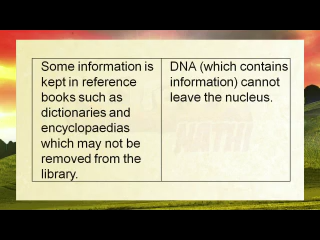 Some information is
kept in reference
books such as
dictionaries and
encyclopaedias
which may not be
removed from the
library.
DNA (which contains
information) cannot
leave the nucleus.